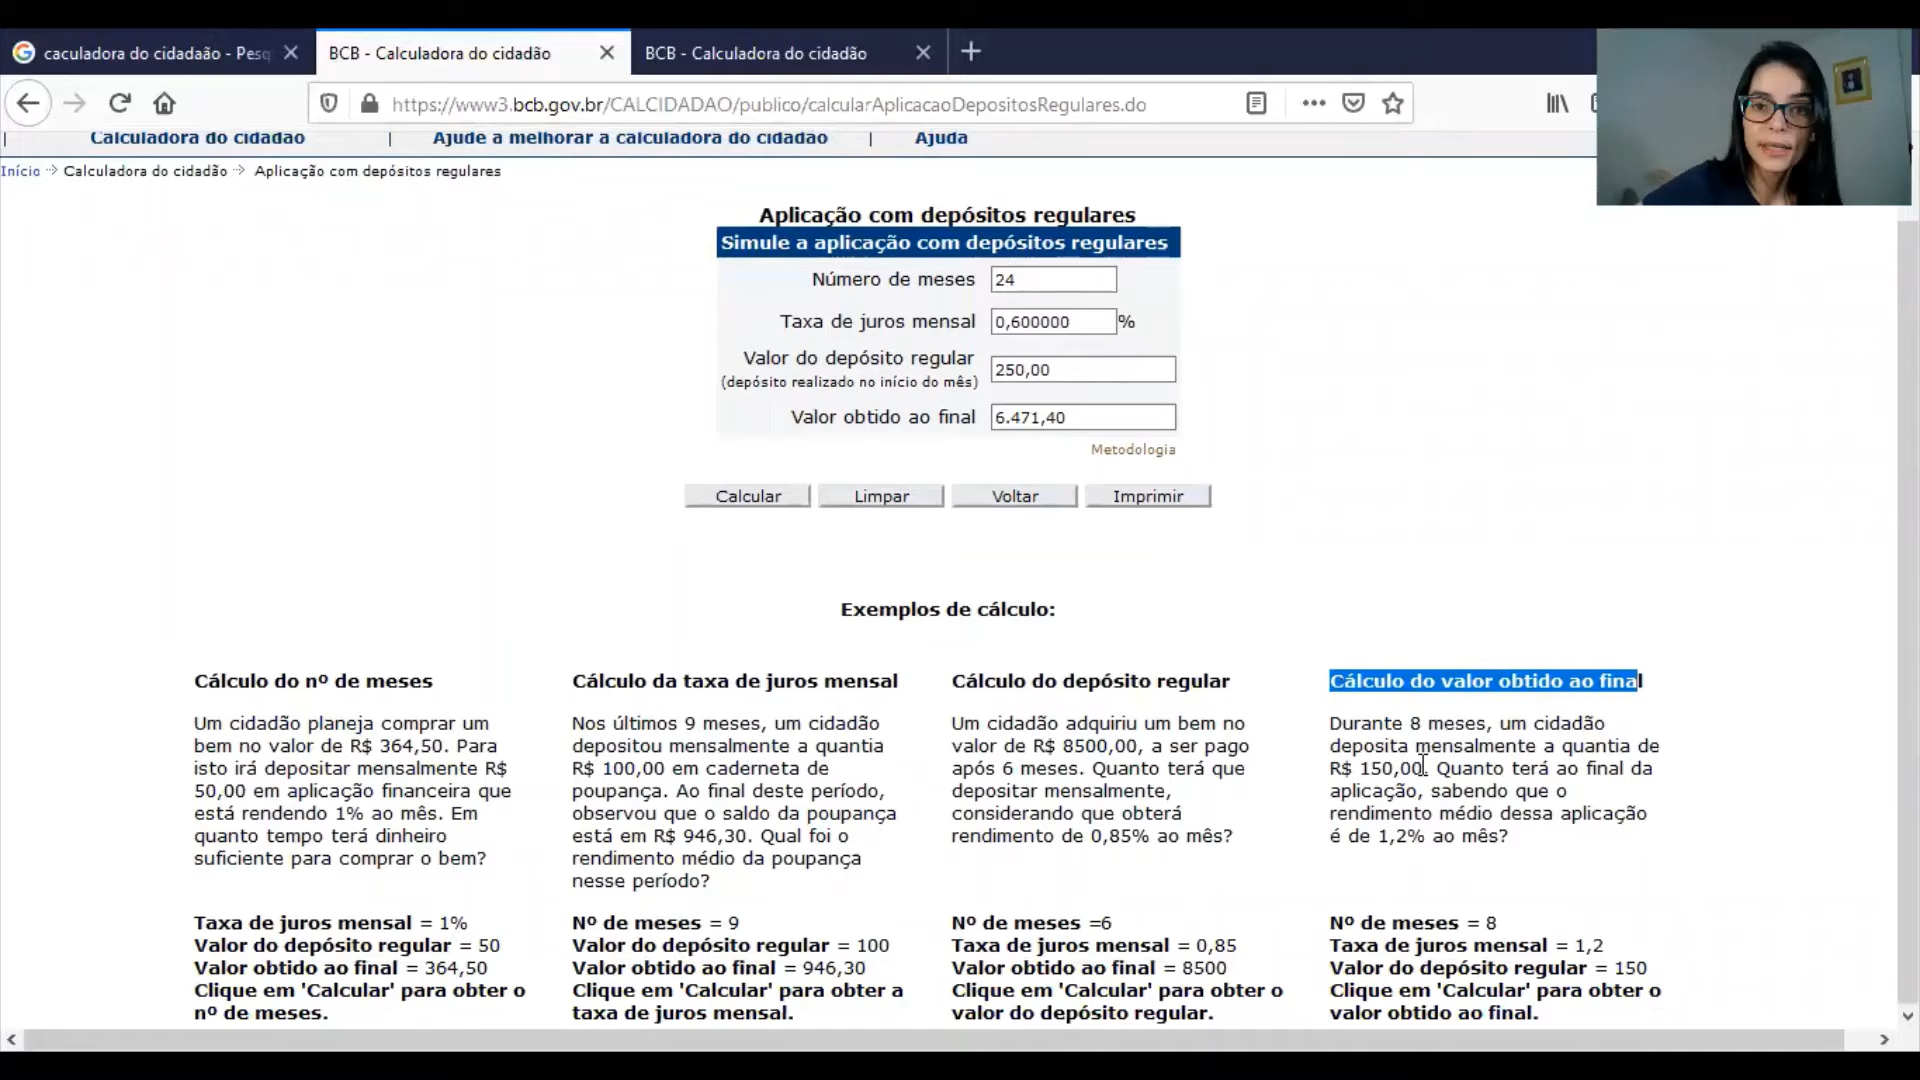 caculadora do cidadaão - Pesq
BCB - Calculadora do cidadão
BCB - Calculadora do cidadão
https://www3.bcb.gov.br/CALCIDADAO/publico/calcularAplicacaoDepositosRegulares.do
Calculadora do cidadão | Ajude a melhorar a calculadora do cidadão | Ajuda
Início Calculadora do cidadão Aplicação com depósitos regulares
Aplicação com depósitos regulares
Simule a aplicação com depósitos regulares
Número de meses 24
Taxa de juros mensal 0,600000 %
Valor do depósito regular 250,00
(depósito realizado no início do mês)
Valor obtido ao final 6.471,40
Metodologia
Calcular Limpar Voltar Imprimir
Exemplos de cálculo:
Cálculo do nº de meses
Um cidadão planeja comprar um
bem no valor de R$ 364,50. Para
isto irá depositar mensalmente R$
50,00 em aplicação financeira que
está rendendo 1% ao mês. Em
quanto tempo terá dinheiro
suficiente para comprar o bem?
Taxa de juros mensal = 1%
Valor do depósito regular = 50
Valor obtido ao final = 364,50
Clique em 'Calcular' para obter o
nº de meses.
Cálculo da taxa de juros mensal
Nos últimos 9 meses, um cidadão
depositou mensalmente a quantia
R$ 100,00 em caderneta de
poupança. Ao final deste período,
observou que o saldo da poupança
está em R$ 946,30. Qual foi o
rendimento médio da poupança
nesse período?
Nº de meses = 9
Valor do depósito regular = 100
Valor obtido ao final = 946,30
Clique em 'Calcular' para obter a
taxa de juros mensal.
Cálculo do depósito regular
Um cidadão adquiriu um bem no
valor de R$ 8500,00, a ser pago
após 6 meses. Quanto terá que
depositar mensalmente,
considerando que obterá
rendimento de 0,85% ao mês?
Nº de meses =6
Taxa de juros mensal = 0,85
Valor obtido ao final = 8500
Clique em 'Calcular' para obter o
valor do depósito regular.
Cálculo do valor obtido ao final
Durante 8 meses, um cidadão
deposita mensalmente a quantia de
R$ 150,00. Quanto terá ao final da
aplicação, sabendo que o
rendimento médio dessa aplicação
é de 1,2% ao mês?
Nº de meses = 8
Taxa de juros mensal = 1,2
Valor do depósito regular = 150
Clique em 'Calcular' para obter o
valor obtido ao final.